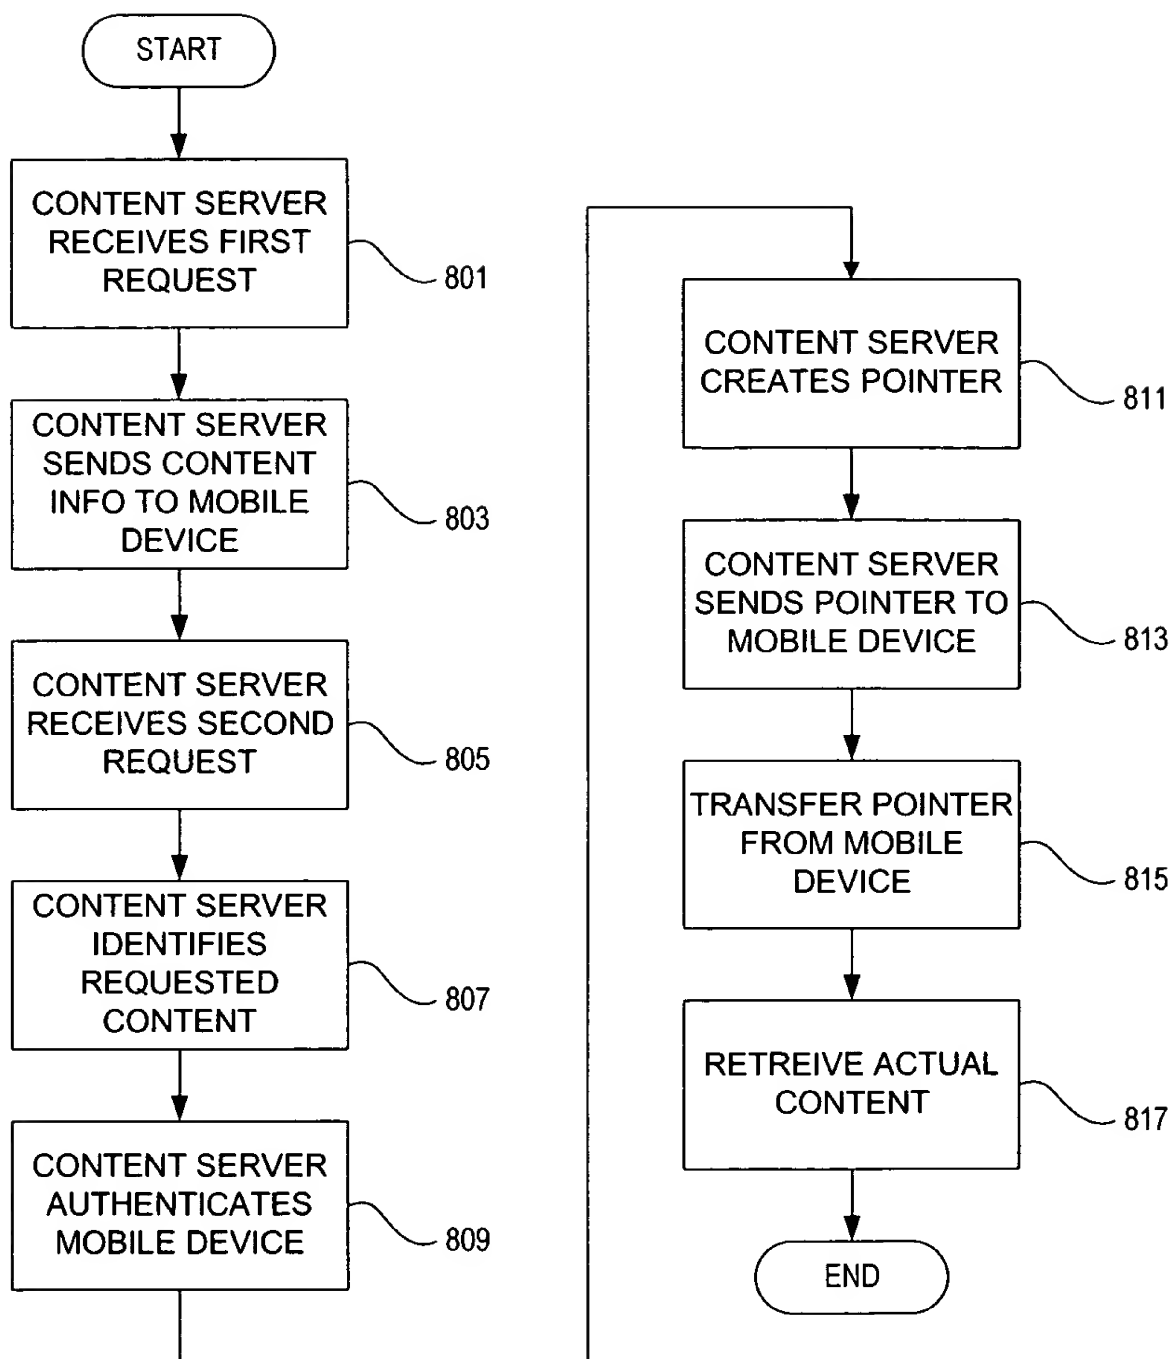 START
CONTENT SERVER
RECEIVES FIRST
REQUEST
801
CONTENT SERVER
SENDS CONTENT
INFO TO MOBILE
DEVICE
803
CONTENT SERVER
RECEIVES SECOND
REQUEST
805
CONTENT SERVER
IDENTIFIES
REQUESTED
CONTENT
807
CONTENT SERVER
AUTHENTICATES
MOBILE DEVICE
809
CONTENT SERVER
CREATES POINTER
811
CONTENT SERVER
SENDS POINTER TO
MOBILE DEVICE
813
TRANSFER POINTER
FROM MOBILE
DEVICE
815
RETREIVE ACTUAL
CONTENT
817
END